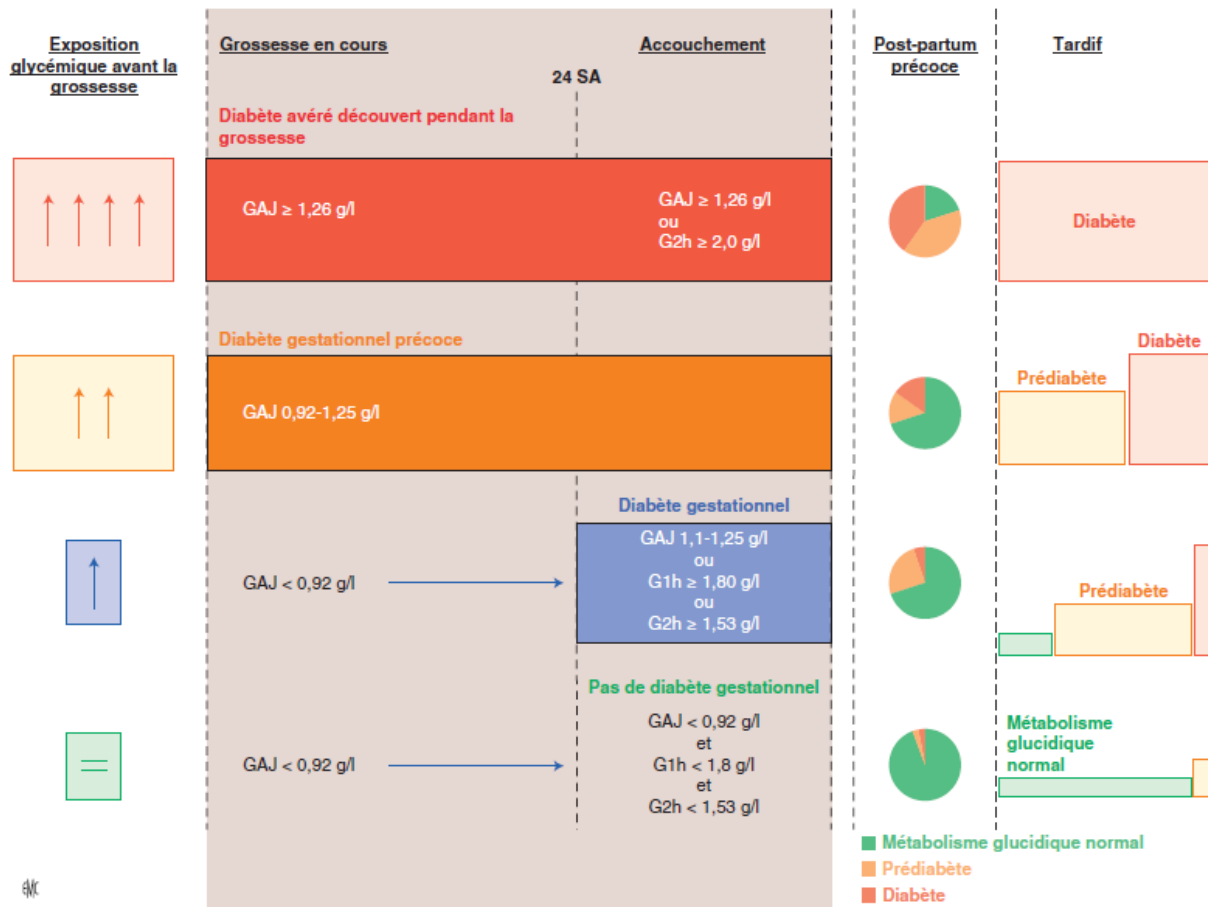 Exposition
glycémique avant la
grossesse
Grossesse en cours
Accouchement
24 SA
Post-partum
précoce
Tardif
Diabète avéré découvert pendant la
grossesse
GAJ ≥ 1,26 g/l
GAJ ≥ 1,26 g/l
ou
G2h ≥ 2,0 g/l
Diabète
Diabète gestationnel précoce
GAJ 0,92-1,25 g/l
Prédiabète
Diabète
Diabète gestationnel
GAJ < 0,92 g/l
GAJ 1,1-1,25 g/l
ou
G1h ≥ 1,80 g/l
ou
G2h ≥ 1,53 g/l
Prédiabète
Pas de diabète gestationnel
GAJ < 0,92 g/l
GAJ < 0,92 g/l
et
G1h < 1,8 g/l
et
G2h < 1,53 g/l
Métabolisme
glucidique
normal
Métabolisme glucidique normal
Prédiabète
Diabète
EMC